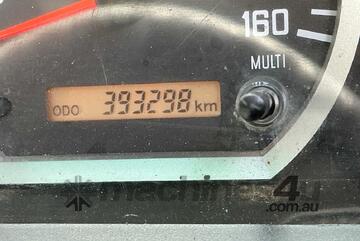 160
MULTI
ODO 393298 km
machines4u
.com.au